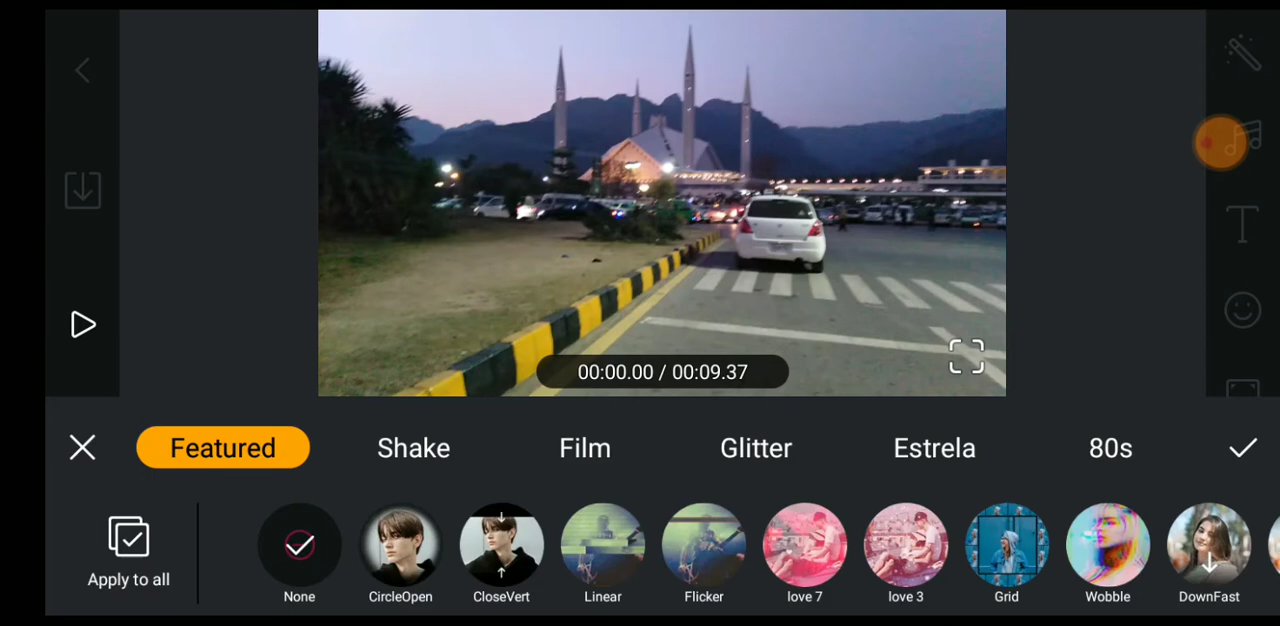 00:00.00 / 00:09.37
Featured Shake Film Glitter Estrela 80s
Apply to all
None CircleOpen CloseVert Linear Flicker love 7 love 3 Grid Wobble DownFast